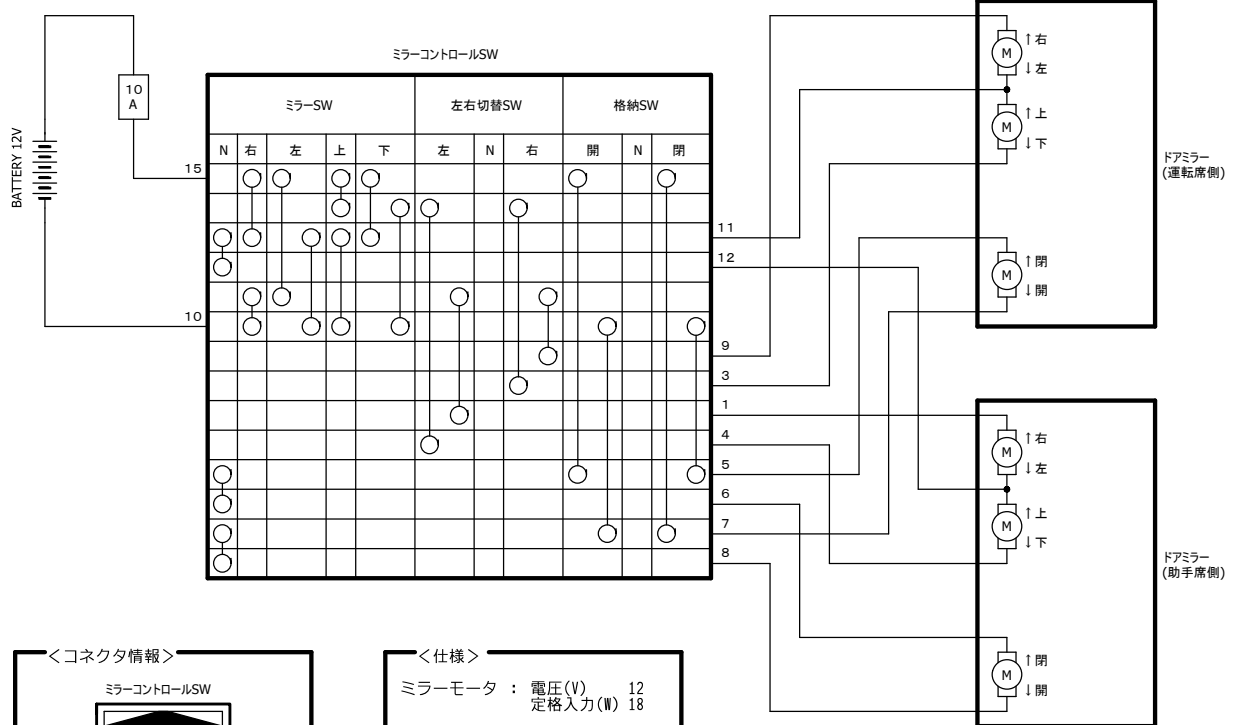 ミラーコントロールSW
ミラーSW 左右切替SW 格納SW
N 右 左 上 下 左 N 右 開 N 閉
BATTERY 12V
10
A
15
10
11
12
9
3
1
4
5
6
7
8
M ↑右
↓左
M ↑上
↓下
M ↑閉
↓開
ドアミラー
(運転席側)
M ↑右
↓左
M ↑上
↓下
M ↑閉
↓開
ドアミラー
(助手席側)
<コネクタ情報>
ミラーコントロールSW
<仕様>
ミラーモータ : 電圧(V) 12
定格入力(W) 18